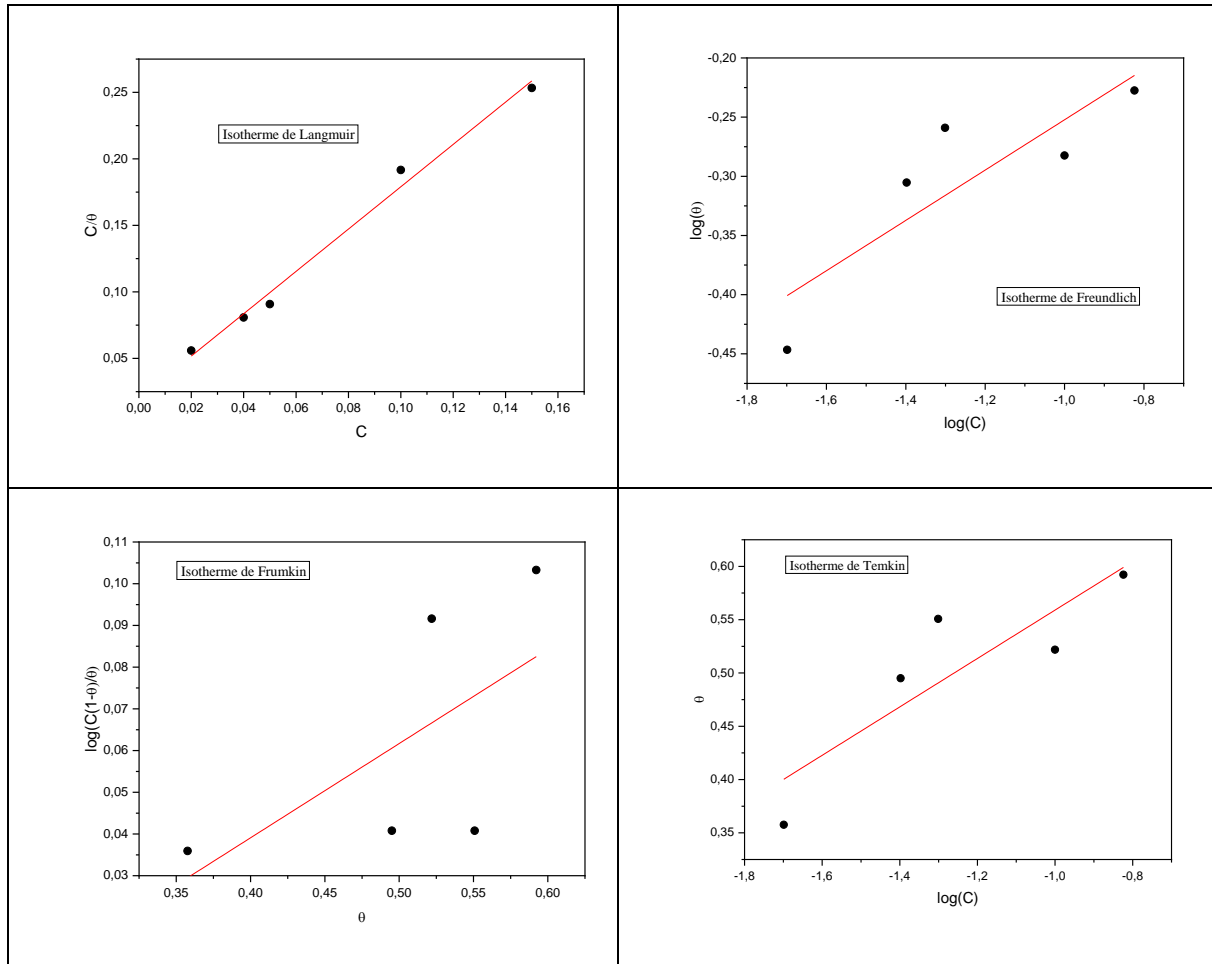 0,25
0,20
0,15
0,10
0,05
C/θ
Isotherme de Langmuir
0,00 0,02 0,04 0,06 0,08 0,10 0,12 0,14 0,16
C
-0,20
-0,25
-0,30
-0,35
-0,40
-0,45
log(θ)
Isotherme de Freundlich
-1,8 -1,6 -1,4 -1,2 -1,0 -0,8
log(C)
0,11
0,10
0,09
0,08
0,07
0,06
0,05
0,04
0,03
log(C(1-θ)/θ)
Isotherme de Frumkin
0,35 0,40 0,45 0,50 0,55 0,60
θ
0,60
0,55
0,50
0,45
0,40
0,35
θ
Isotherme de Temkin
-1,8 -1,6 -1,4 -1,2 -1,0 -0,8
log(C)